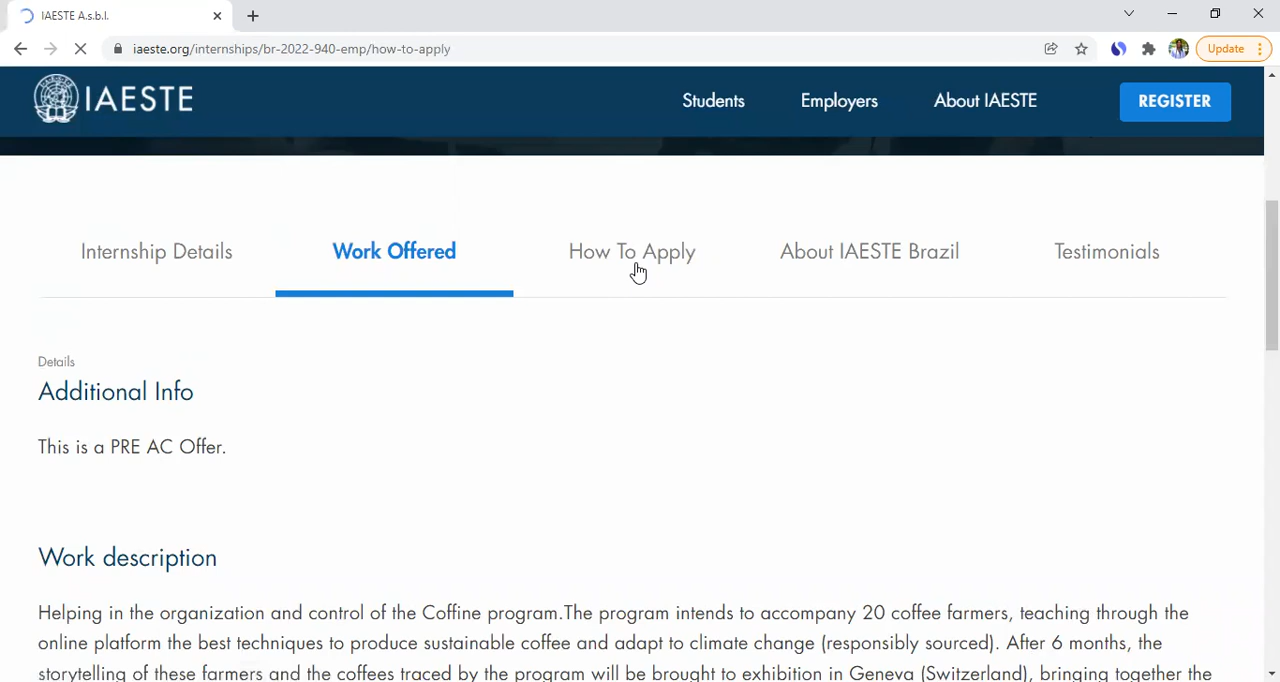 IAESTE A.s.b.l.
iaeste.org/internships/br-2022-940-emp/how-to-apply
Update
IAESTE
Students
Employers
About IAESTE
REGISTER
Internship Details
Work Offered
How To Apply
About IAESTE Brazil
Testimonials
Details
Additional Info
This is a PRE AC Offer.
Work description
Helping in the organization and control of the Coffine program.The program intends to accompany 20 coffee farmers, teaching through the
online platform the best techniques to produce sustainable coffee and adapt to climate change (responsibly sourced). After 6 months, the
storytelling of these farmers and the coffees traced by the program will be brought to exhibition in Geneva (Switzerland), bringing together the